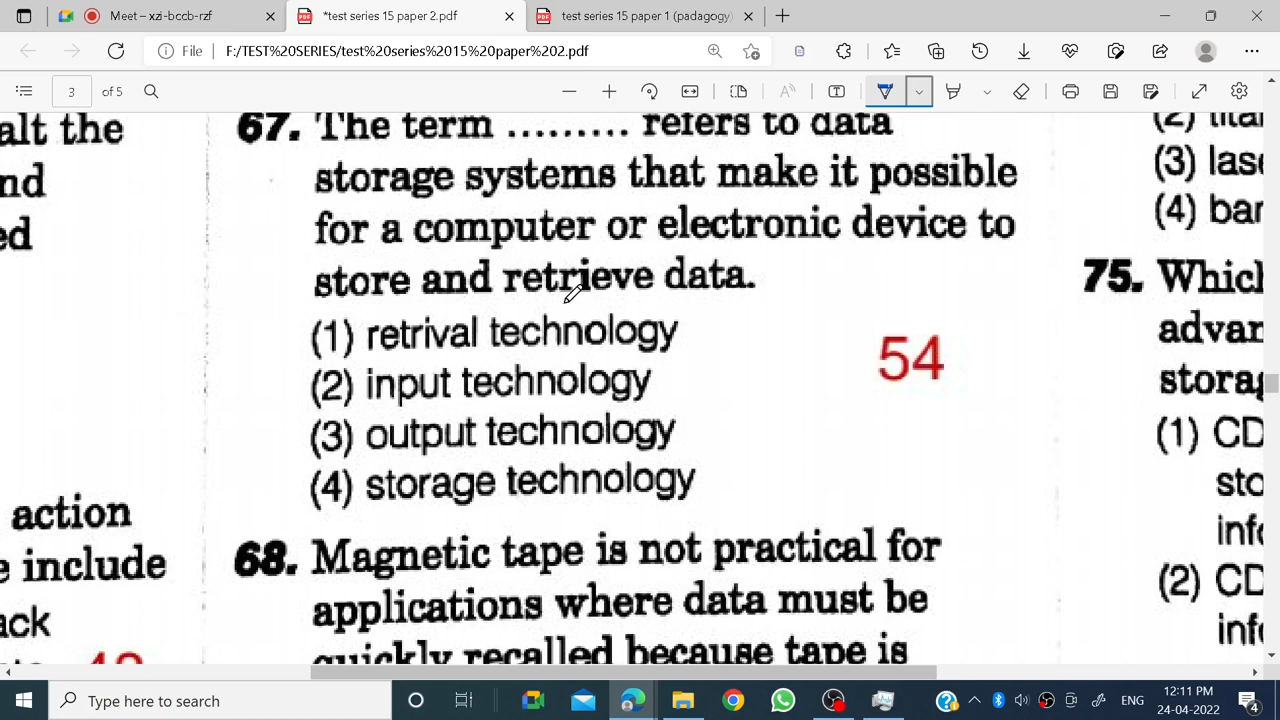 Meet – xzi-bccb-rzf
*test series 15 paper 2.pdf
test series 15 paper 1 (padagogy)
File
F:/TEST%20SERIES/test%20series%2015%20paper%202.pdf
3 of 5
alt the
nd
ed
action
e include
ack
67. The term ......... refers to data
storage systems that make it possible
for a computer or electronic device to
store and retrieve data.
(1) retrival technology
(2) input technology
(3) output technology
(4) storage technology
54
68. Magnetic tape is not practical for
applications where data must be
quickly recalled because tape is
(3) lase
(4) bar
75. Which
advan
storag
(1) CD
sto
info
(2) CD
info
Type here to search
ENG
12:11 PM
24-04-2022
4